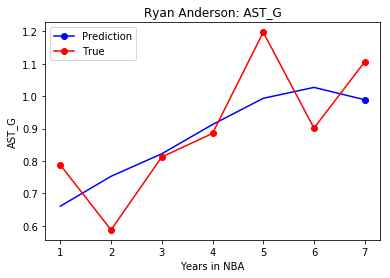 Ryan Anderson: AST_G
Prediction
True
1.2
1.1
1.0
0.9
0.8
0.7
0.6
AST_G
1 2 3 4 5 6 7
Years in NBA